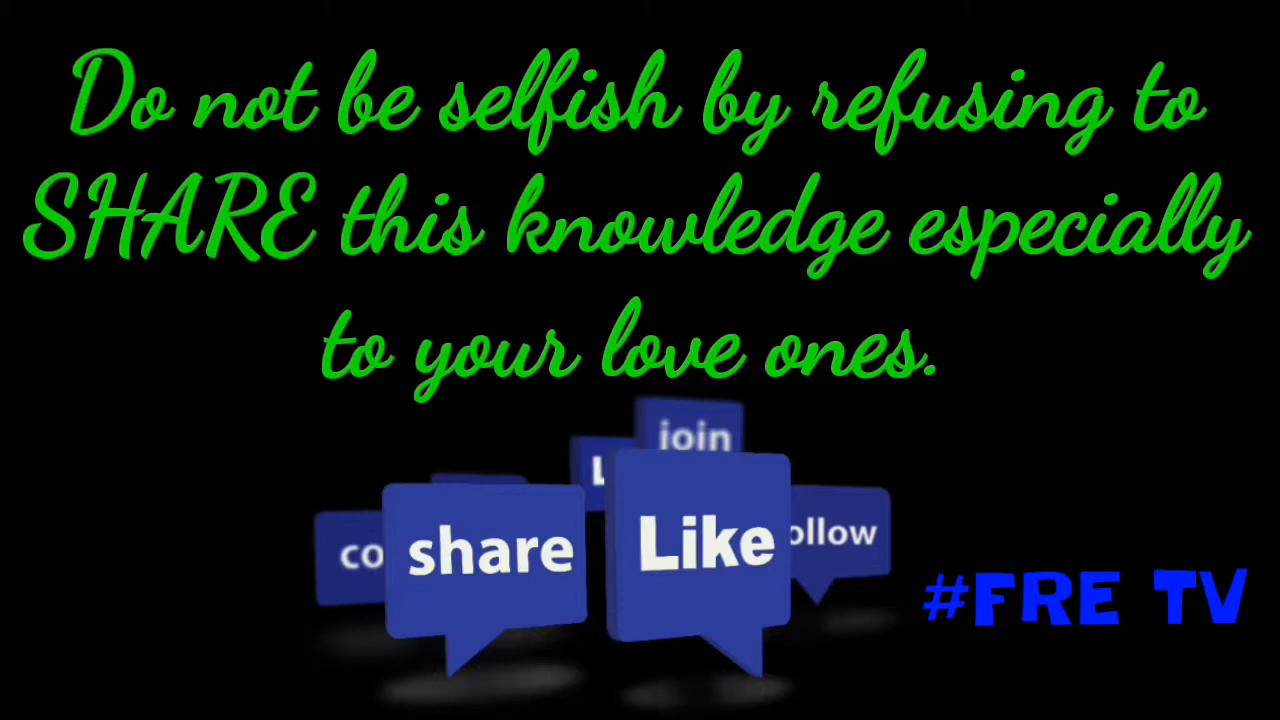 Do not be selfish by refusing to
SHARE this knowledge especially
to your love ones.
join
L
share
Like
ollow
co
#FRE TV